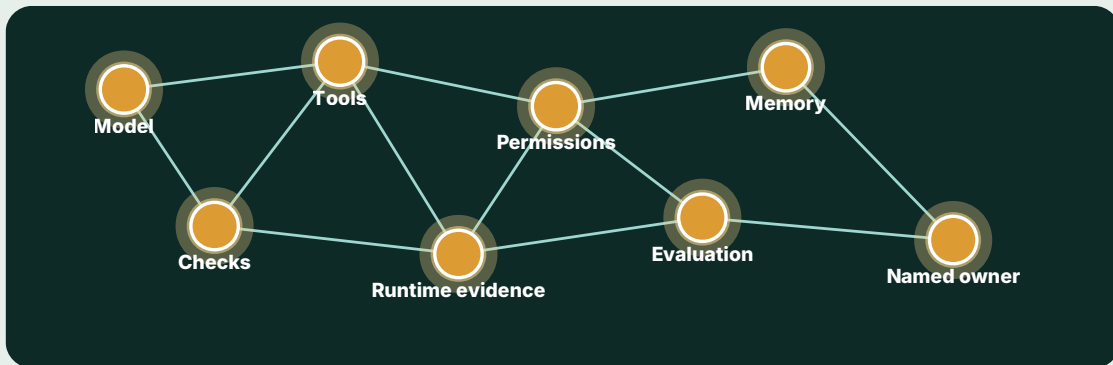 Model
Tools
Permissions
Memory
Checks
Runtime evidence
Evaluation
Named owner